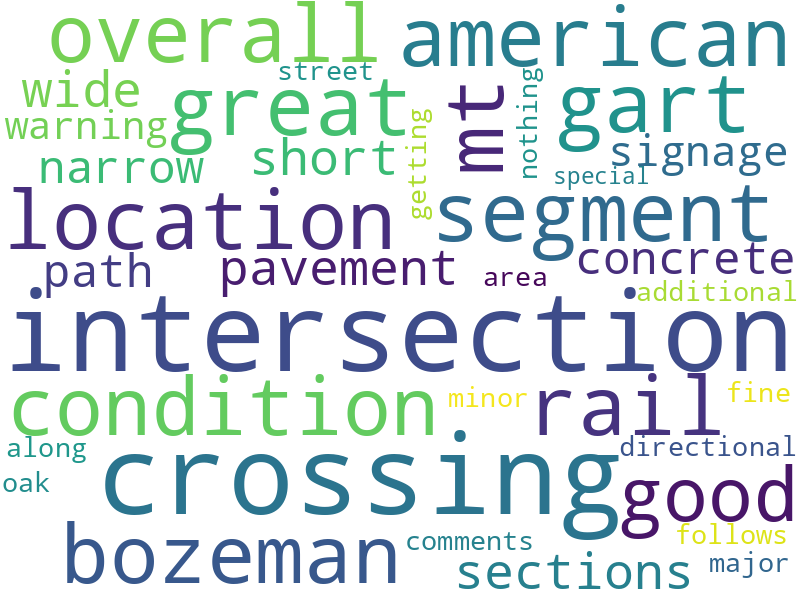 overall american
street
wide great mt nothing gart
warning getting
narrow short signage
special
location segment
path pavement area concrete
additional
intersection
condition minor rail fine
along crossing directional
oak good
bozeman comments follows
sections major